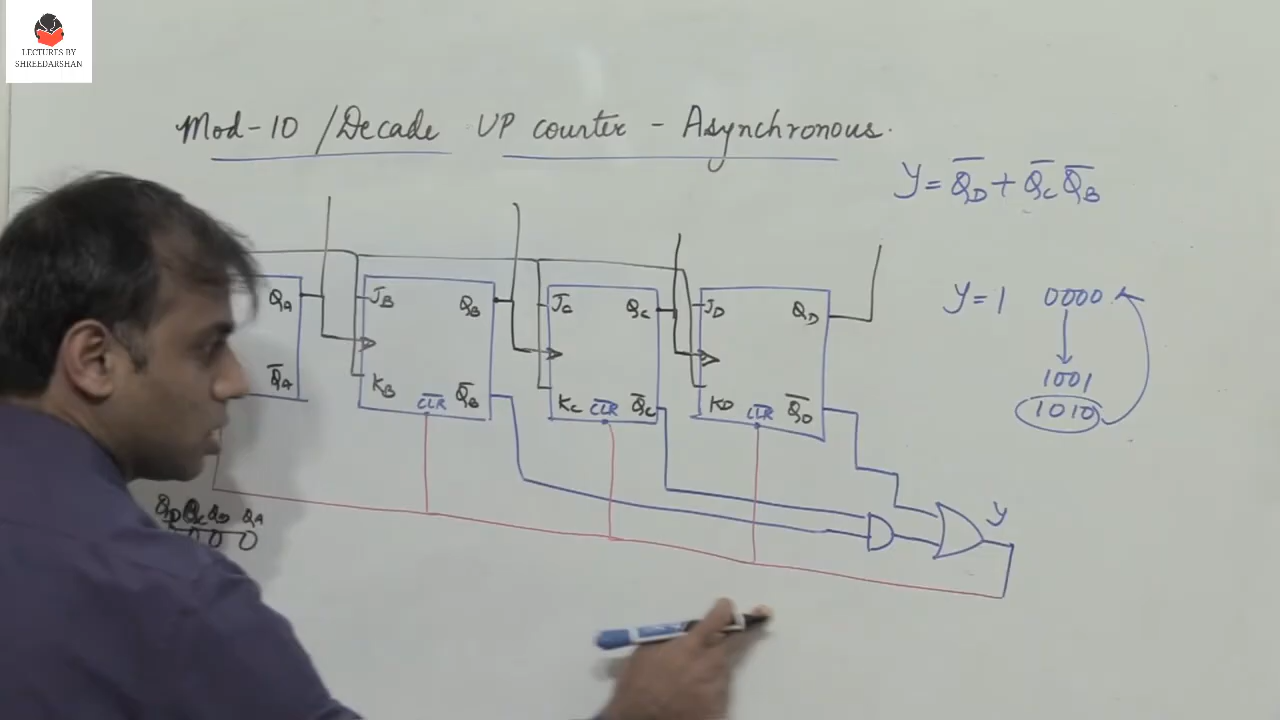 LECTURES BY
SHREEDARSHAN
Mod-10 /Decade UP counter - Asynchronous.
Y = Q̅D + Q̅C Q̅B
QA JB QB JC QC JD QD
Y=1 0000
1001
1010
Q̅A KB CLR̅ Q̅B KC CLR̅ Q̅C KD CLR̅ Q̅D
Y
QD QC QB QA
0 0 0